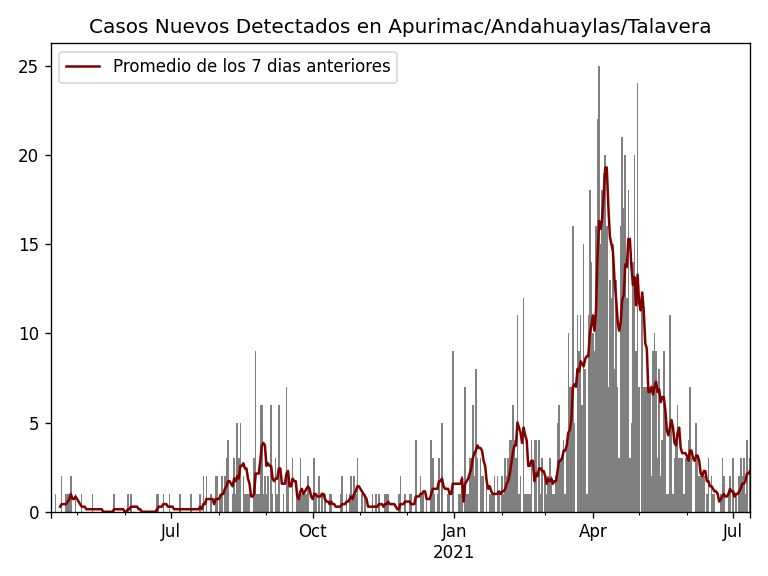 Casos Nuevos Detectados en Apurimac/Andahuaylas/Talavera
Promedio de los 7 dias anteriores
25
20
15
10
5
0
Jul
Oct
Jan
2021
Apr
Jul